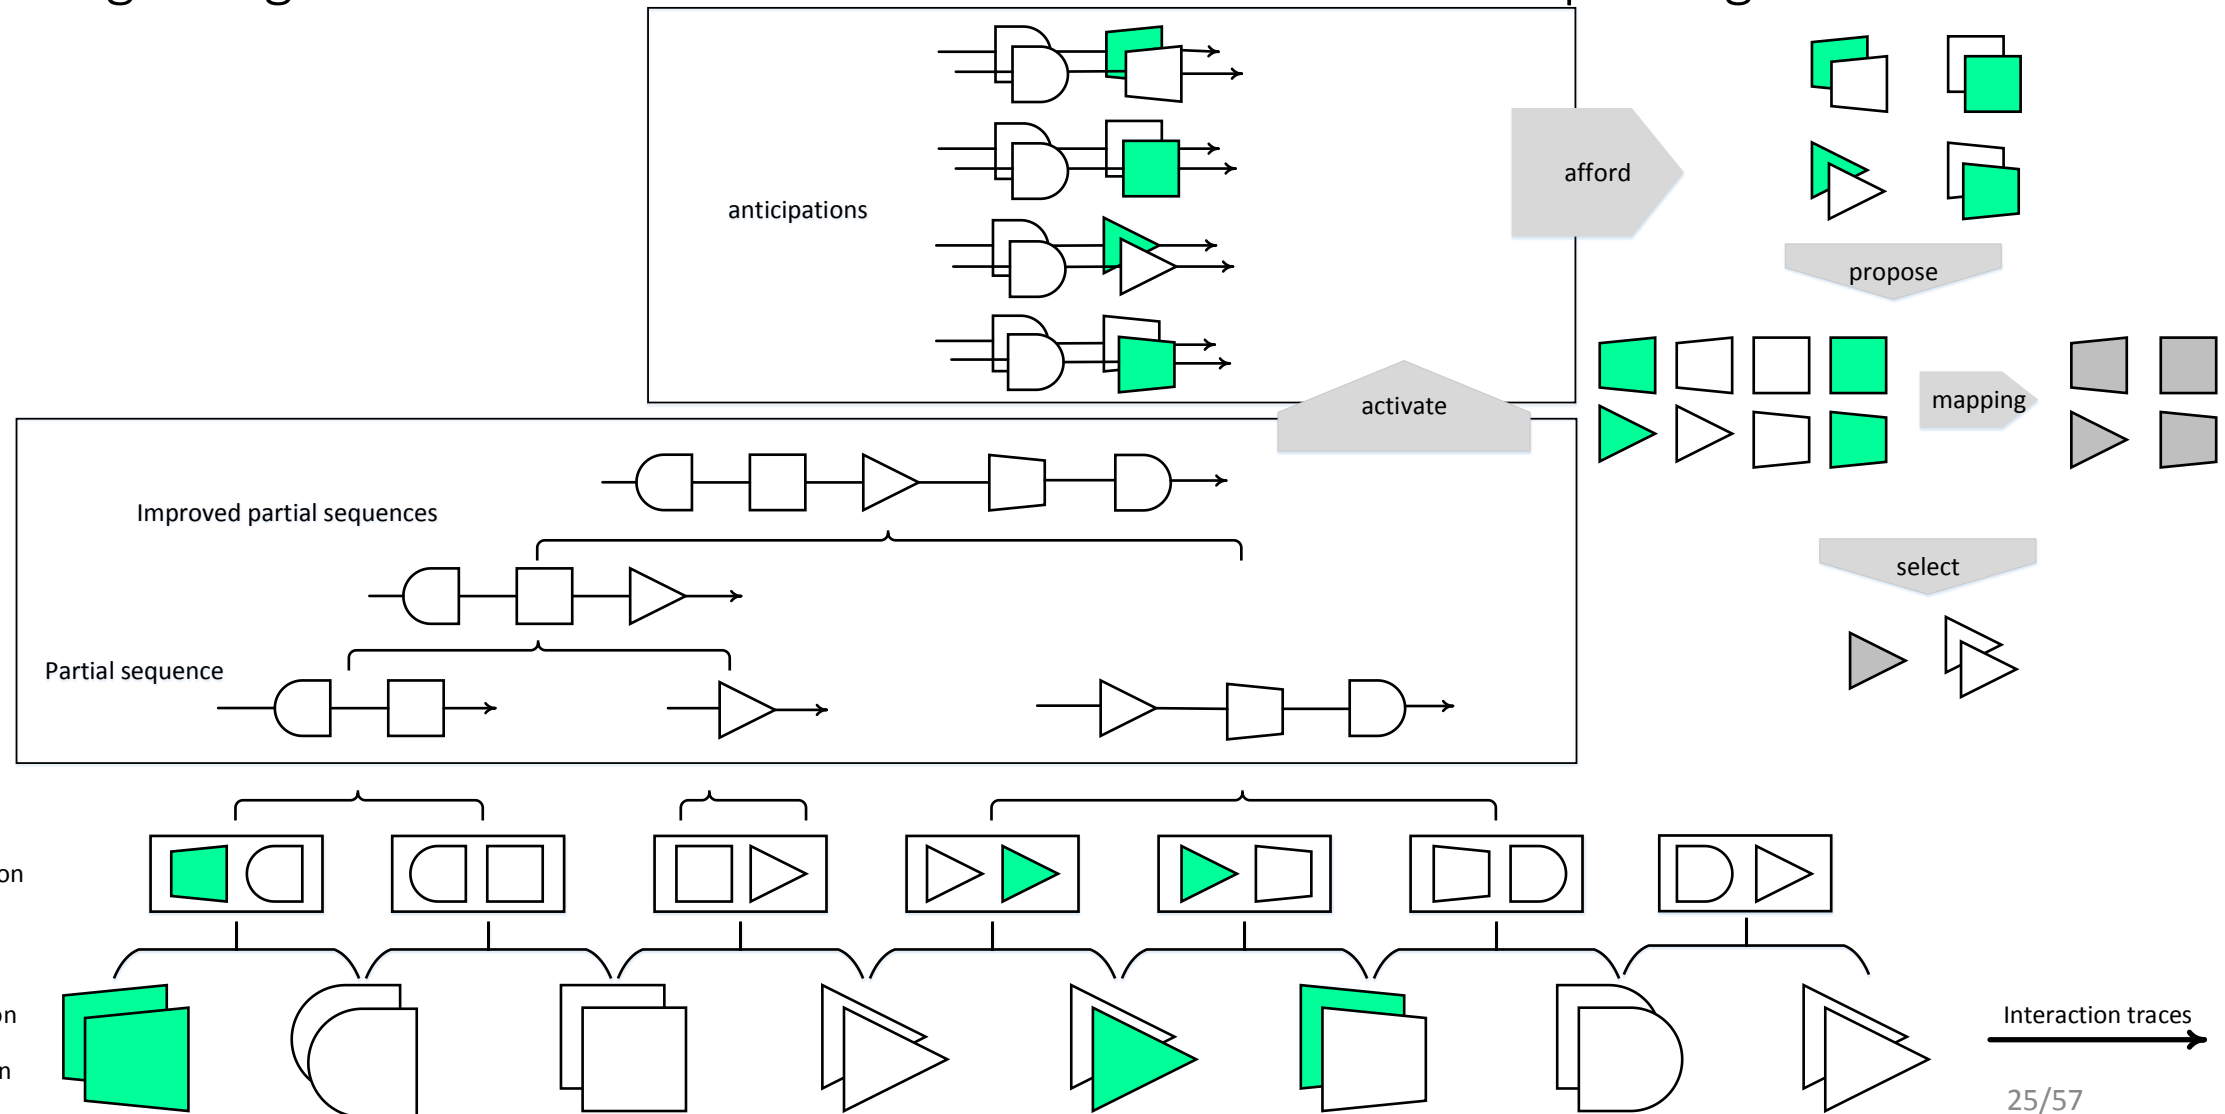 anticipations
afford
propose
mapping
activate
Improved partial sequences
select
Partial sequence
on
on
n
Interaction traces
25/57